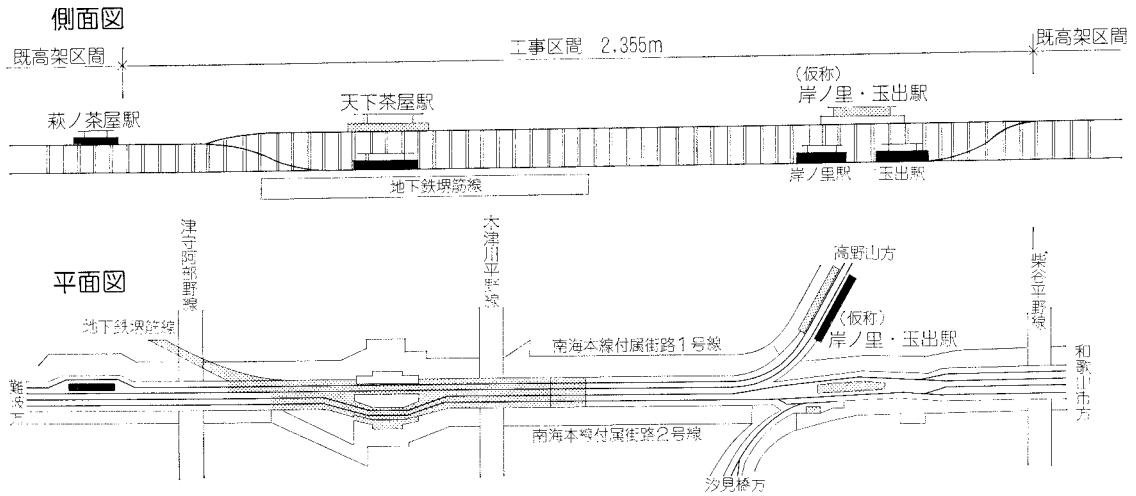 側面図
既高架区間
工事区間 2,355m
既高架区間
萩ノ茶屋駅
天下茶屋駅
(仮称)
岸ノ里・玉出駅
岸ノ里駅
玉出駅
地下鉄堺筋線
平面図
津守阿部野線
木津川平野線
柴谷平野線
高野山方
地下鉄堺筋線
南海本線付属街路1号線
(仮称)
岸ノ里・玉出駅
難波方
和歌山市方
南海本線付属街路2号線
汐見橋方